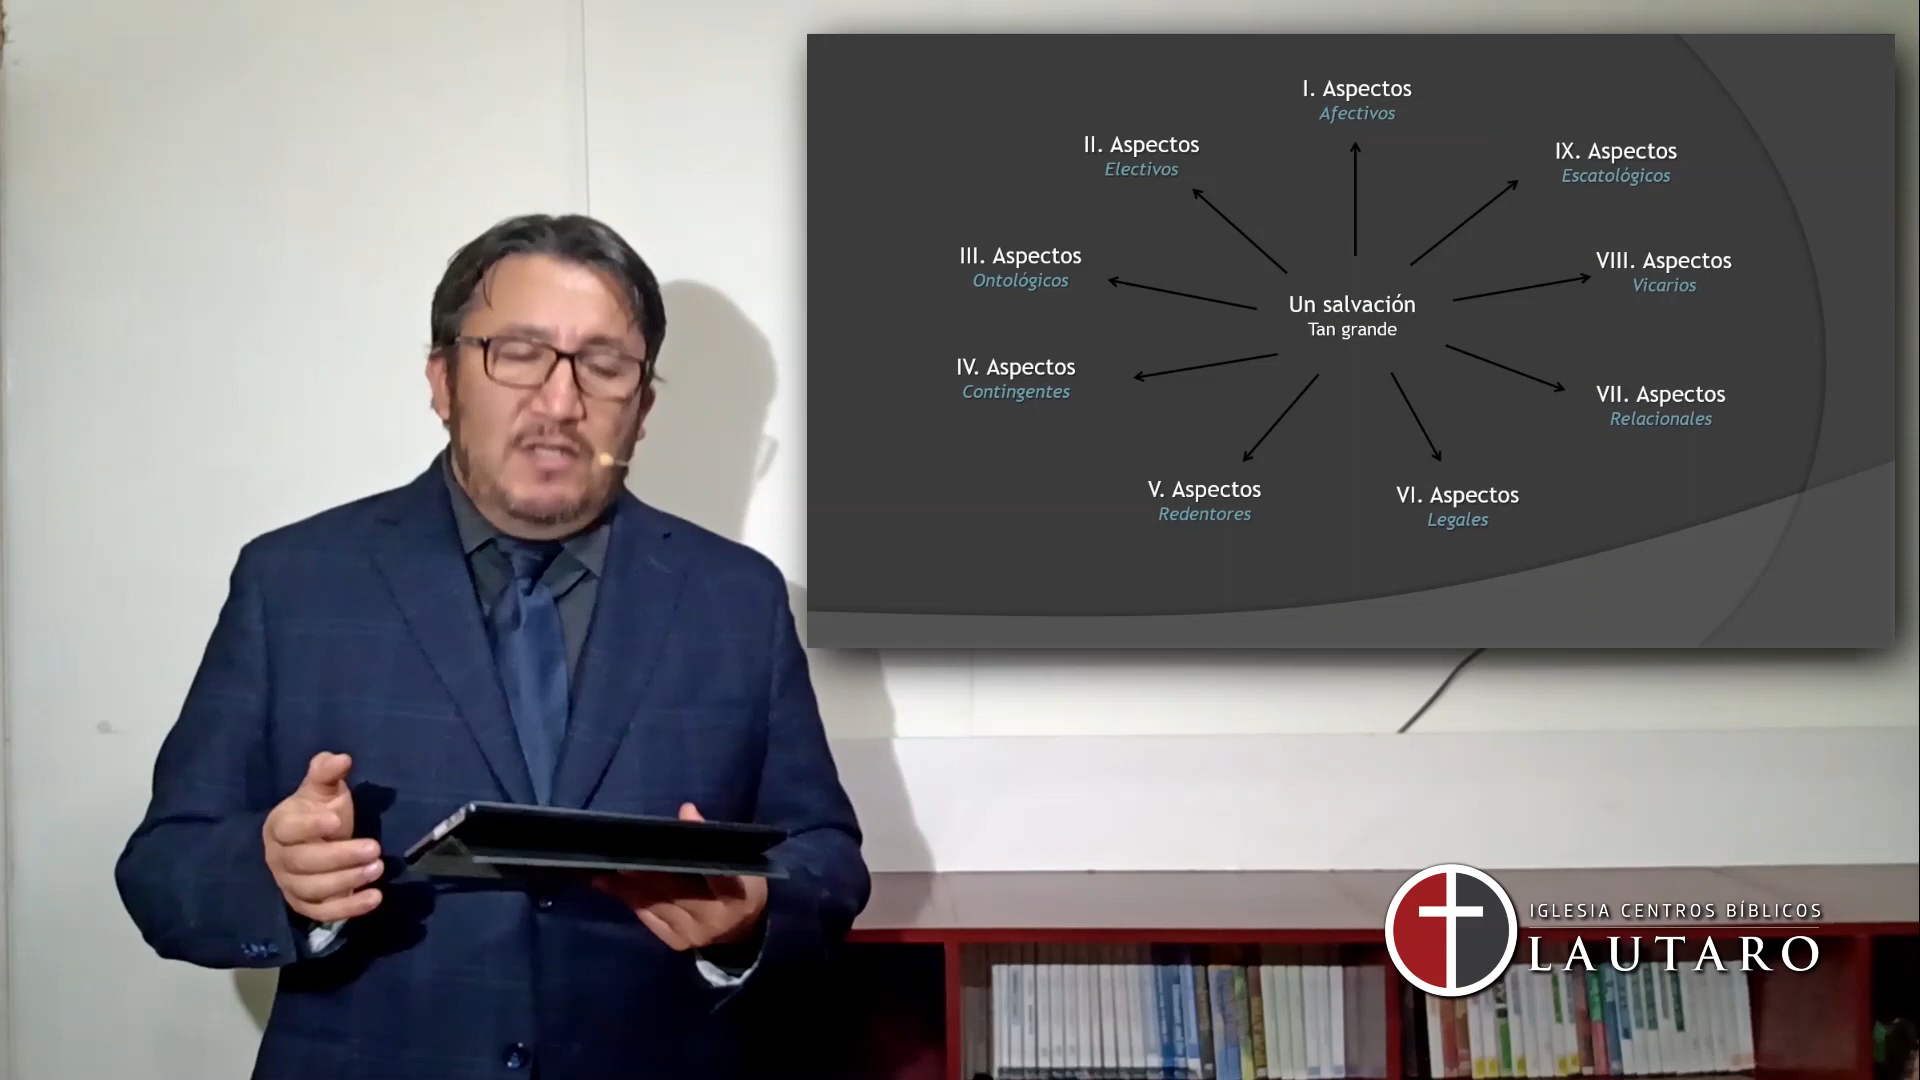 I. Aspectos
Afectivos
II. Aspectos
Electivos
III. Aspectos
Ontológicos
IV. Aspectos
Contingentes
V. Aspectos
Redentores
VI. Aspectos
Legales
VII. Aspectos
Relacionales
VIII. Aspectos
Vicarios
IX. Aspectos
Escatológicos
Un salvación
Tan grande
IGLESIA CENTROS BÍBLICOS
LAUTARO